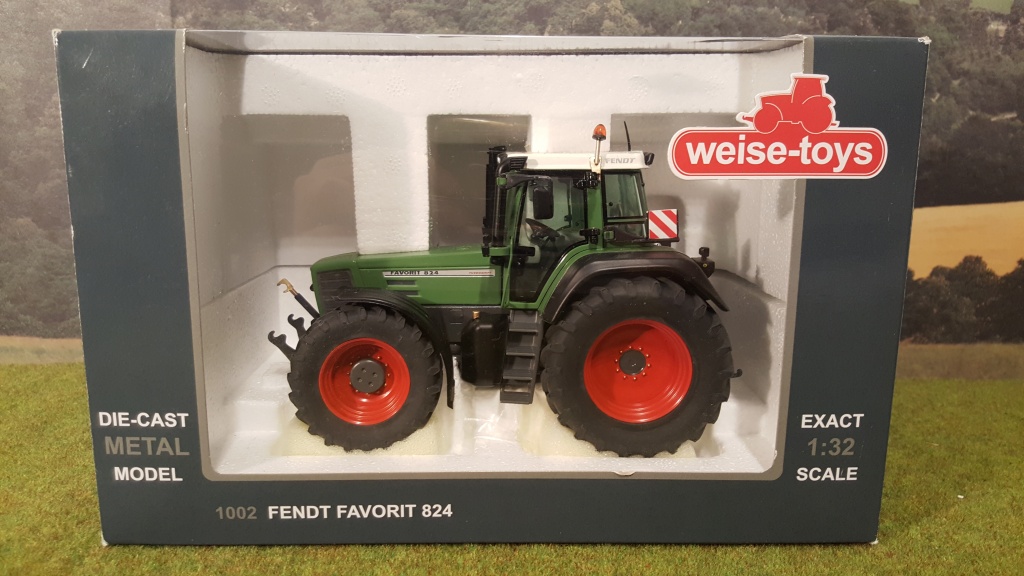 weise-toys
FENDT
FAVORIT 824
DIE-CAST
METAL
MODEL
EXACT
1:32
SCALE
1002 FENDT FAVORIT 824